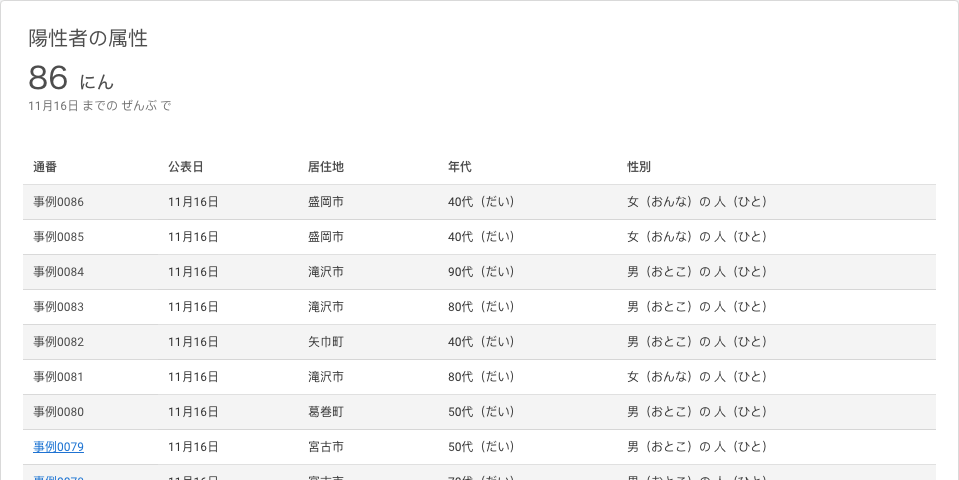 陽性者の属性
86 にん
11月16日 までの ぜんぶ で
通番 公表日 居住地 年代 性別
事例0086 11月16日 盛岡市 40代（だい） 女（おんな）の 人（ひと）
事例0085 11月16日 盛岡市 40代（だい） 女（おんな）の 人（ひと）
事例0084 11月16日 滝沢市 90代（だい） 男（おとこ）の 人（ひと）
事例0083 11月16日 滝沢市 80代（だい） 男（おとこ）の 人（ひと）
事例0082 11月16日 矢巾町 40代（だい） 男（おとこ）の 人（ひと）
事例0081 11月16日 滝沢市 80代（だい） 女（おんな）の 人（ひと）
事例0080 11月16日 葛巻町 50代（だい） 男（おとこ）の 人（ひと）
事例0079 11月16日 宮古市 50代（だい） 男（おとこ）の 人（ひと）